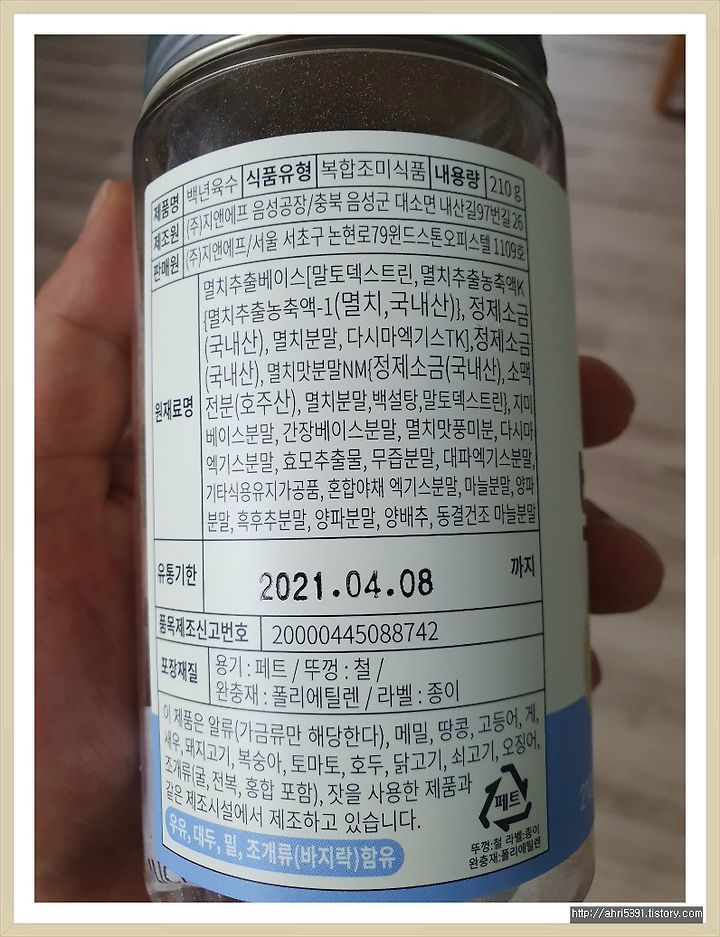 제품명 백년육수 식품유형 복합조미식품 내용량 210 g
제조원 (주)지앤에프 음성공장/충북 음성군 대소면 내산길97번길 26
판매원 (주)지앤에프/서울 서초구 논현로79윈드스톤오피스텔 1109호
원재료명
멸치추출베이스[말토덱스트린, 멸치추출농축액K
{멸치추출농축액-1(멸치,국내산)}, 정제소금
(국내산), 멸치분말, 다시마엑기스TK],정제소금
(국내산), 멸치맛분말NM{정제소금(국내산), 소맥
전분(호주산), 멸치분말,백설탕,말토덱스트린}, 지미
베이스분말, 간장베이스분말, 멸치맛풍미분, 다시마
엑기스분말, 효모추출물, 무즙분말, 대파엑기스분말,
기타식용유지가공품, 혼합야채 엑기스분말, 마늘분말, 양파
분말, 흑후추분말, 양파분말, 양배추, 동결건조 마늘분말
유통기한 2021.04.08 까지
품목제조신고번호 20000445088742
포장재질 용기 : 페트 / 뚜껑 : 철 /
완충재 : 폴리에틸렌 / 라벨 : 종이
이 제품은 알류(가금류만 해당한다), 메밀, 땅콩, 고등어, 게,
새우, 돼지고기, 복숭아, 토마토, 호두, 닭고기, 쇠고기, 오징어,
조개류(굴, 전복, 홍합 포함), 잣을 사용한 제품과
같은 제조시설에서 제조하고 있습니다.
우유, 대두, 밀, 조개류(바지락)함유
페트
뚜껑:철 라벨:종이
완충재:폴리에틸렌
http://ahri5391.tistory.com